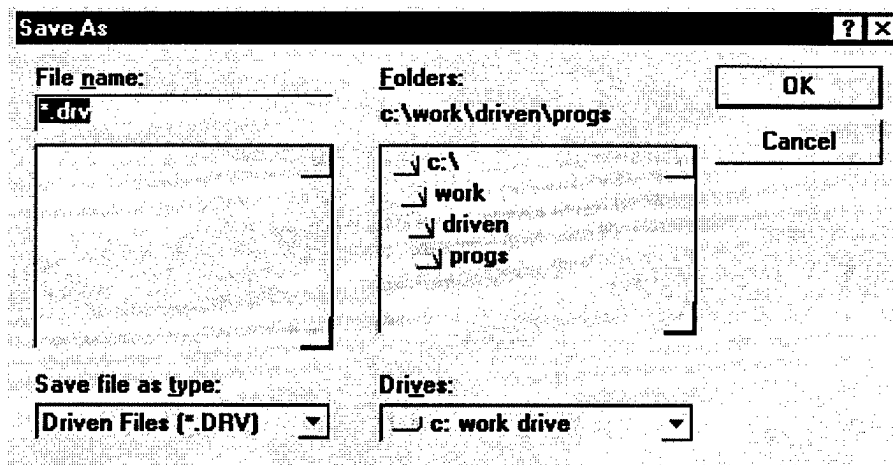 Save As
File name:
*.drv
Folders:
c:\work\driven\progs
OK
Cancel
c:\
work
driven
progs
Save file as type:
Driven Files (*.DRV)
Drives:
c: work drive